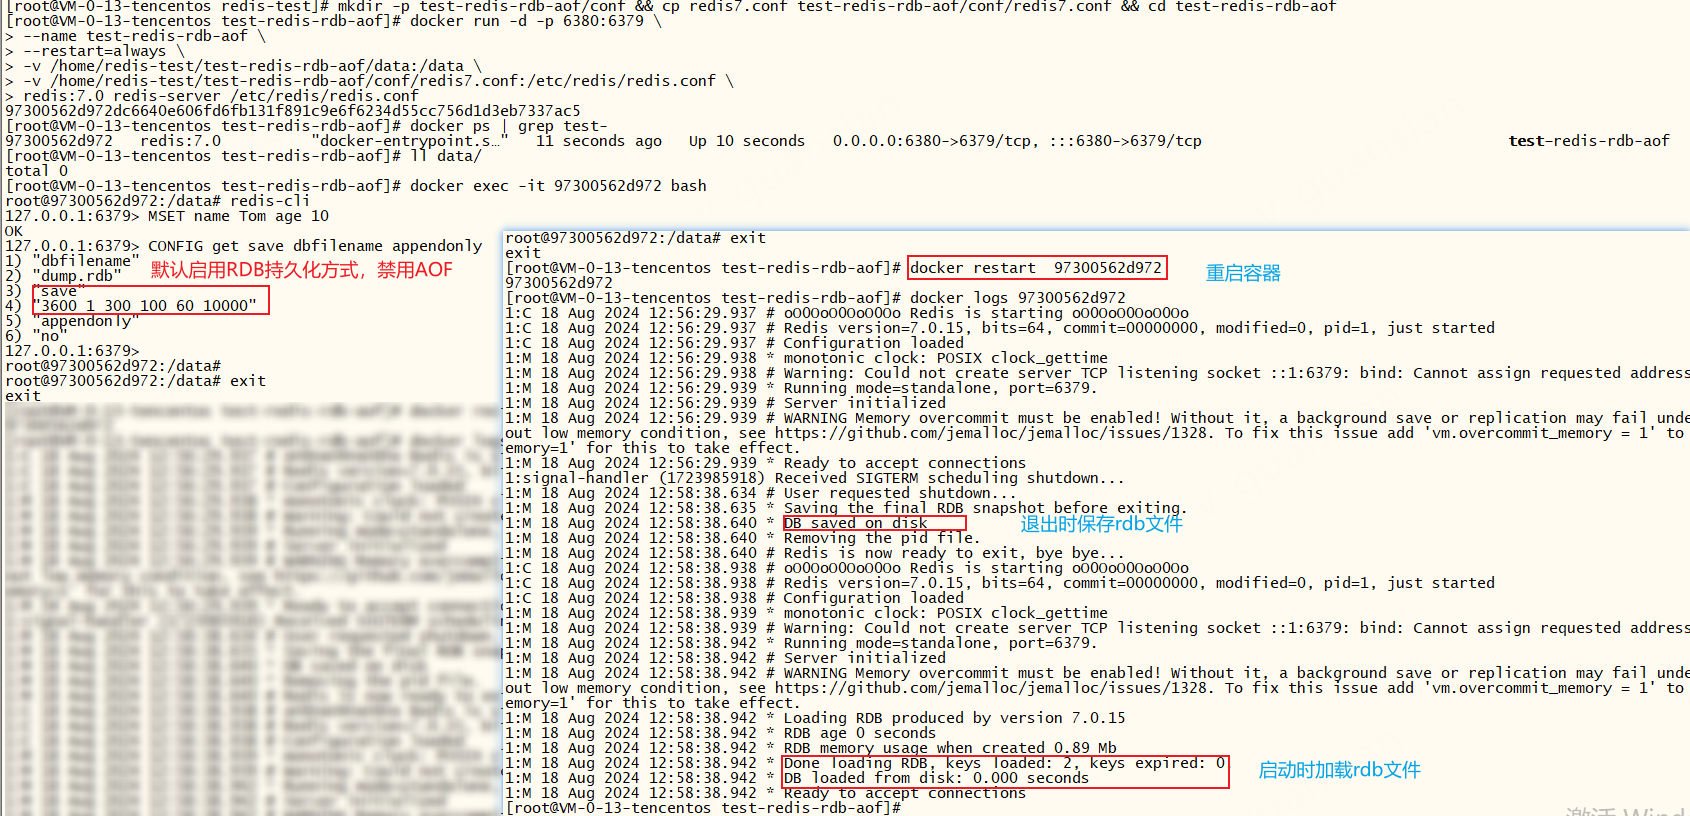 [root@VM-0-13-tencentos redis-test]# mkdir -p test-redis-rdb-aof/conf && cp redis7.conf test-redis-rdb-aof/conf/redis7.conf && cd test-redis-rdb-aof
[root@VM-0-13-tencentos test-redis-rdb-aof]# docker run -d -p 6380:6379 \
> --name test-redis-rdb-aof \
> --restart=always \
> -v /home/redis-test/test-redis-rdb-aof/data:/data \
> -v /home/redis-test/test-redis-rdb-aof/conf/redis7.conf:/etc/redis/redis.conf \
> redis:7.0 redis-server /etc/redis/redis.conf
97300562d972dc6640e606fd6fb131f891c9e6f6234d55cc756d1d3eb7337ac5
[root@VM-0-13-tencentos test-redis-rdb-aof]# docker ps | grep test-
97300562d972 redis:7.0 "docker-entrypoint.s…" 11 seconds ago Up 10 seconds 0.0.0.0:6380->6379/tcp, :::6380->6379/tcp test-redis-rdb-aof
[root@VM-0-13-tencentos test-redis-rdb-aof]# ll data/
total 0
[root@VM-0-13-tencentos test-redis-rdb-aof]# docker exec -it 97300562d972 bash
root@97300562d972:/data# redis-cli
127.0.0.1:6379> MSET name Tom age 10
OK
127.0.0.1:6379> CONFIG get save dbfilename appendonly
1) "dbfilename"
2) "dump.rdb"
默认启用RDB持久化方式，禁用AOF
3) "save"
4) "3600 1 300 100 60 10000"
5) "appendonly"
6) "no"
127.0.0.1:6379>
root@97300562d972:/data#
root@97300562d972:/data# exit
exit
root@97300562d972:/data# exit
exit
[root@VM-0-13-tencentos test-redis-rdb-aof]# docker restart 97300562d972
重启容器
97300562d972
[root@VM-0-13-tencentos test-redis-rdb-aof]# docker logs 97300562d972
1:C 18 Aug 2024 12:56:29.937 # oO0OoO0OoO0Oo Redis is starting oO0OoO0OoO0Oo
1:C 18 Aug 2024 12:56:29.937 # Redis version=7.0.15, bits=64, commit=00000000, modified=0, pid=1, just started
1:C 18 Aug 2024 12:56:29.937 # Configuration loaded
1:M 18 Aug 2024 12:56:29.938 * monotonic clock: POSIX clock_gettime
1:M 18 Aug 2024 12:56:29.938 # Warning: Could not create server TCP listening socket ::1:6379: bind: Cannot assign requested address
1:M 18 Aug 2024 12:56:29.939 * Running mode=standalone, port=6379.
1:M 18 Aug 2024 12:56:29.939 # Server initialized
1:M 18 Aug 2024 12:56:29.939 # WARNING Memory overcommit must be enabled! Without it, a background save or replication may fail unde
out low memory condition, see https://github.com/jemalloc/jemalloc/issues/1328. To fix this issue add 'vm.overcommit_memory = 1' to
emory=1' for this to take effect.
1:M 18 Aug 2024 12:56:29.939 * Ready to accept connections
1:signal-handler (1723985918) Received SIGTERM scheduling shutdown...
1:M 18 Aug 2024 12:58:38.634 # User requested shutdown...
1:M 18 Aug 2024 12:58:38.635 * Saving the final RDB snapshot before exiting.
1:M 18 Aug 2024 12:58:38.640 * DB saved on disk
退出时保存rdb文件
1:M 18 Aug 2024 12:58:38.640 * Removing the pid file.
1:M 18 Aug 2024 12:58:38.640 # Redis is now ready to exit, bye bye...
1:C 18 Aug 2024 12:58:38.938 # oO0OoO0OoO0Oo Redis is starting oO0OoO0OoO0Oo
1:C 18 Aug 2024 12:58:38.938 # Redis version=7.0.15, bits=64, commit=00000000, modified=0, pid=1, just started
1:C 18 Aug 2024 12:58:38.938 # Configuration loaded
1:M 18 Aug 2024 12:58:38.939 * monotonic clock: POSIX clock_gettime
1:M 18 Aug 2024 12:58:38.939 # Warning: Could not create server TCP listening socket ::1:6379: bind: Cannot assign requested address
1:M 18 Aug 2024 12:58:38.942 * Running mode=standalone, port=6379.
1:M 18 Aug 2024 12:58:38.942 # Server initialized
1:M 18 Aug 2024 12:58:38.942 # WARNING Memory overcommit must be enabled! Without it, a background save or replication may fail unde
out low memory condition, see https://github.com/jemalloc/jemalloc/issues/1328. To fix this issue add 'vm.overcommit_memory = 1' to
emory=1' for this to take effect.
1:M 18 Aug 2024 12:58:38.942 * Loading RDB produced by version 7.0.15
1:M 18 Aug 2024 12:58:38.942 * RDB age 0 seconds
1:M 18 Aug 2024 12:58:38.942 * RDB memory usage when created 0.89 Mb
1:M 18 Aug 2024 12:58:38.942 * Done loading RDB, keys loaded: 2, keys expired: 0
启动时加载rdb文件
1:M 18 Aug 2024 12:58:38.942 * DB loaded from disk: 0.000 seconds
1:M 18 Aug 2024 12:58:38.942 * Ready to accept connections
[root@VM-0-13-tencentos test-redis-rdb-aof]#